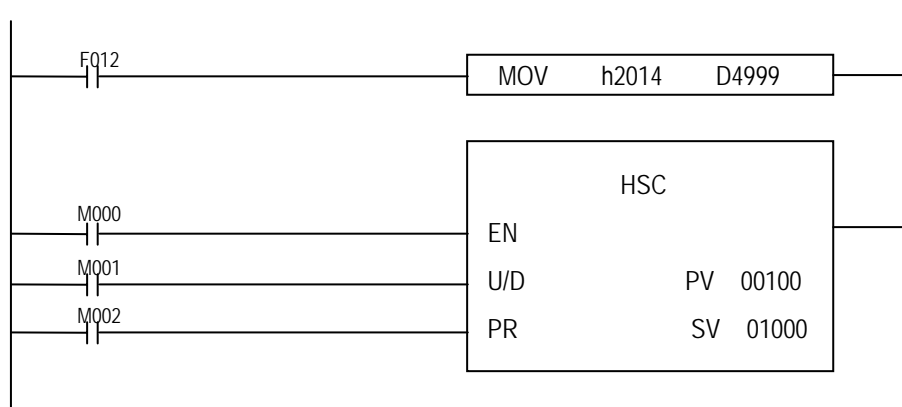 F012
MOV h2014 D4999
HSC
M000
EN
M001
U/D PV 00100
M002
PR SV 01000